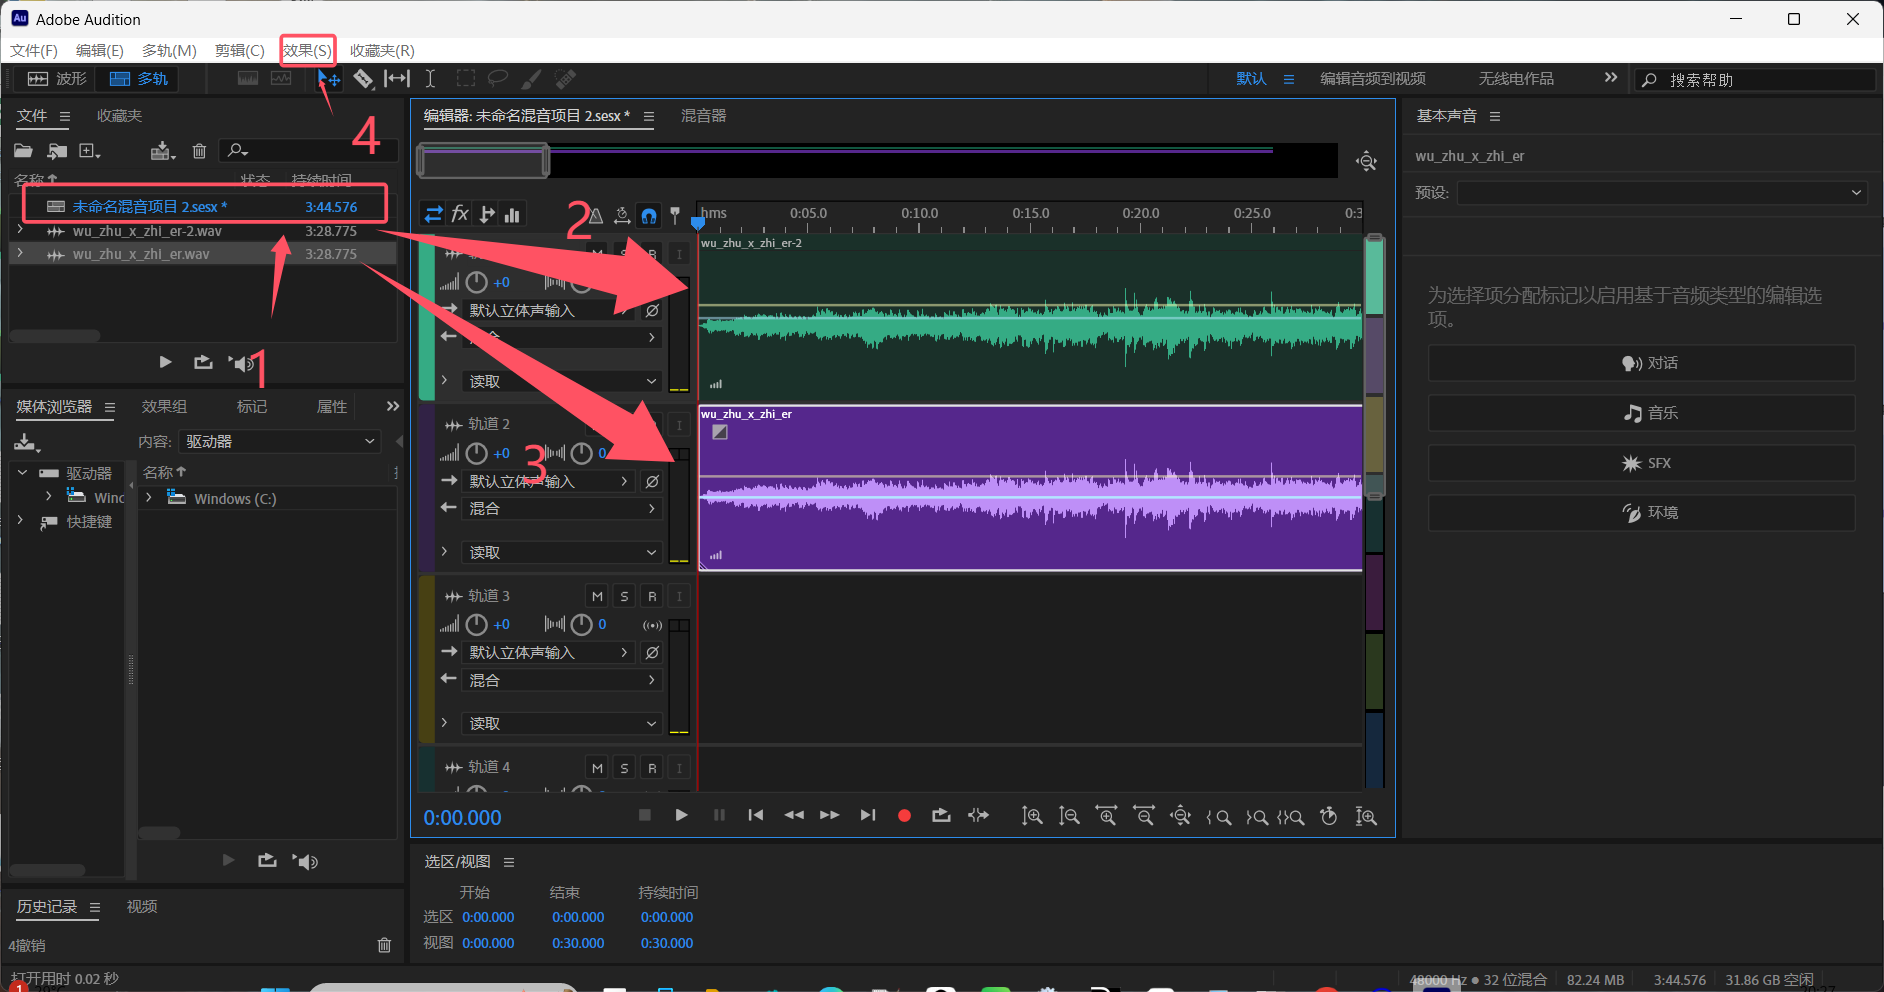 Au Adobe Audition
文件(F) 编辑(E) 多轨(M) 剪辑(C) 效果(S) 收藏夹(R)
波形 多轨 默认 编辑音频到视频 无线电作品 搜索帮助
4
文件 收藏夹
编辑器: 未命名混音项目 2.sesx * 混音器
基本声音
名称 状态 持续时间
未命名混音项目 2.sesx * 3:44.576
wu_zhu_x_zhi_er-2.wav 3:28.775
wu_zhu_x_zhi_er.wav 3:28.775
1
2
fx
hms 0:05.0 0:10.0 0:15.0 0:20.0 0:25.0 0:3
M S R I
wu_zhu_x_zhi_er-2
+0
默认立体声输入
读取
轨道 2
I
wu_zhu_x_zhi_er
+0 0
3
默认立体声输入
混合
读取
轨道 3 M S R I
+0 0
默认立体声输入
混合
读取
轨道 4 M S R I
0:00.000
wu_zhu_x_zhi_er
预设:
为选择项分配标记以启用基于音频类型的编辑选
项。
对话
音乐
SFX
环境
媒体浏览器 效果组 标记 属性
内容: 驱动器
驱动器 名称
Winc Windows (C:)
快捷键
选区/视图
开始 结束 持续时间
选区 0:00.000 0:00.000 0:00.000
视图 0:00.000 0:30.000 0:30.000
历史记录 视频
4撤销
打开用时 0.02 秒
1
48000 Hz ● 32 位混合 82.24 MB 3:44.576 31.86 GB 空闲